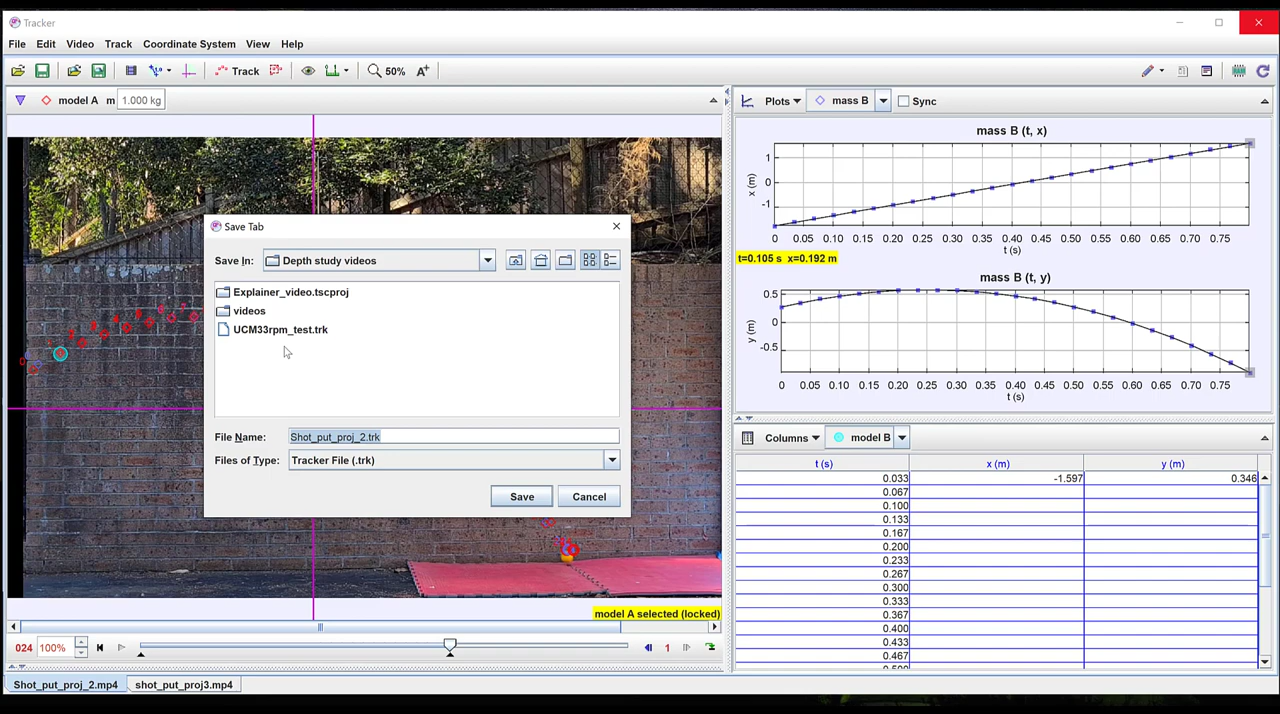 Tracker
File Edit Video Track Coordinate System View Help
Track 50% A+
model A m 1.000 kg
Plots mass B Sync
mass B (t, x)
x (m)
1
0
-1
0 0.05 0.10 0.15 0.20 0.25 0.30 0.35 0.40 0.45 0.50 0.55 0.60 0.65 0.70 0.75
t (s)
t=0.105 s x=0.192 m
mass B (t, y)
y (m)
0.5
0
-0.5
0 0.05 0.10 0.15 0.20 0.25 0.30 0.35 0.40 0.45 0.50 0.55 0.60 0.65 0.70 0.75
t (s)
Save Tab
Save In: Depth study videos
Explainer_video.tscproj
videos
UCM33rpm_test.trk
File Name: Shot_put_proj_2.trk
Files of Type: Tracker File (.trk)
Save Cancel
Columns model B
t (s) x (m) y (m)
0.033 -1.597 0.346
0.067
0.100
0.133
0.167
0.200
0.233
0.267
0.300
0.333
0.367
0.400
0.433
0.467
0.500
model A selected (locked)
024 100% 1
Shot_put_proj_2.mp4 shot_put_proj3.mp4